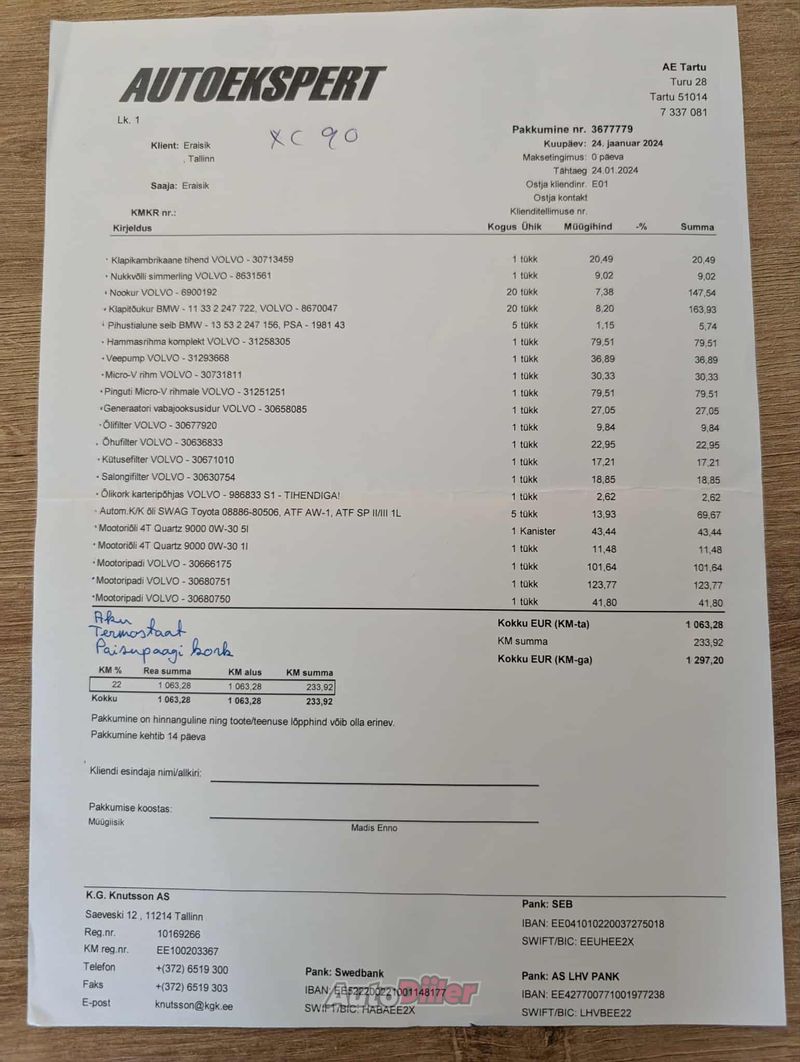 AUTOEKSPERT
AE Tartu
Turu 28
Tartu 51014
7 337 081
Lk. 1
XC 90
Klient: Eraisik
, Tallinn
Saaja: Eraisik
KMKR nr.:
Pakkumine nr. 3677779
Kuupäev: 24. jaanuar 2024
Maksetingimus: 0 päeva
Tähtaeg 24.01.2024
Ostja kliendinr. E01
Ostja kontakt
Klienditellimuse nr.
Kirjeldus Kogus Ühik Müügihind -% Summa
Klapikambrikaane tihend VOLVO - 30713459 1 tükk 20,49 20,49
Nukkvõlli simmerling VOLVO - 8631561 1 tükk 9,02 9,02
Nookur VOLVO - 6900192 20 tükk 7,38 147,54
Klapitõukur BMW - 11 33 2 247 722, VOLVO - 8670047 20 tükk 8,20 163,93
Pihustialune seib BMW - 13 53 2 247 156, PSA - 1981 43 5 tükk 1,15 5,74
Hammasrihma komplekt VOLVO - 31258305 1 tükk 79,51 79,51
Veepump VOLVO - 31293668 1 tükk 36,89 36,89
Micro-V rihm VOLVO - 30731811 1 tükk 30,33 30,33
Pinguti Micro-V rihmale VOLVO - 31251251 1 tükk 79,51 79,51
Generaatori vabajooksusidur VOLVO - 30658085 1 tükk 27,05 27,05
Õlifilter VOLVO - 30677920 1 tükk 9,84 9,84
Õhufilter VOLVO - 30636833 1 tükk 22,95 22,95
Kütusefilter VOLVO - 30671010 1 tükk 17,21 17,21
Salongifilter VOLVO - 30630754 1 tükk 18,85 18,85
Õlikork karteripõhjas VOLVO - 986833 S1 - TIHENDIGA! 1 tükk 2,62 2,62
Autom.K/K õli SWAG Toyota 08886-80506, ATF AW-1, ATF SP II/III 1L 5 tükk 13,93 69,67
Mootoriõli 4T Quartz 9000 0W-30 5l 1 Kanister 43,44 43,44
Mootoriõli 4T Quartz 9000 0W-30 1l 1 tükk 11,48 11,48
Mootoripadi VOLVO - 30666175 1 tükk 101,64 101,64
Mootoripadi VOLVO - 30680751 1 tükk 123,77 123,77
Mootoripadi VOLVO - 30680750 1 tükk 41,80 41,80
Aku
Termostaat
Paisupaagi kork
Kokku EUR (KM-ta) 1 063,28
KM summa 233,92
Kokku EUR (KM-ga) 1 297,20
KM % Rea summa KM alus KM summa
22 1 063,28 1 063,28 233,92
Kokku 1 063,28 1 063,28 233,92
Pakkumine on hinnanguline ning toote/teenuse lõpphind võib olla erinev.
Pakkumine kehtib 14 päeva
Kliendi esindaja nimi/allkiri:
Pakkumise koostas:
Müügiisik
Madis Enno
K.G. Knutsson AS
Saeveski 12 , 11214 Tallinn
Reg.nr. 10169266
KM reg.nr. EE100203367
Telefon +(372) 6519 300
Faks +(372) 6519 303
E-post knutsson@kgk.ee
Pank: Swedbank
IBAN: EE522200221001148177
SWIFT/BIC: HABAEE2X
Pank: SEB
IBAN: EE041010220037275018
SWIFT/BIC: EEUHEE2X
Pank: AS LHV PANK
IBAN: EE427700771001977238
SWIFT/BIC: LHVBEE22
AutoDiiler